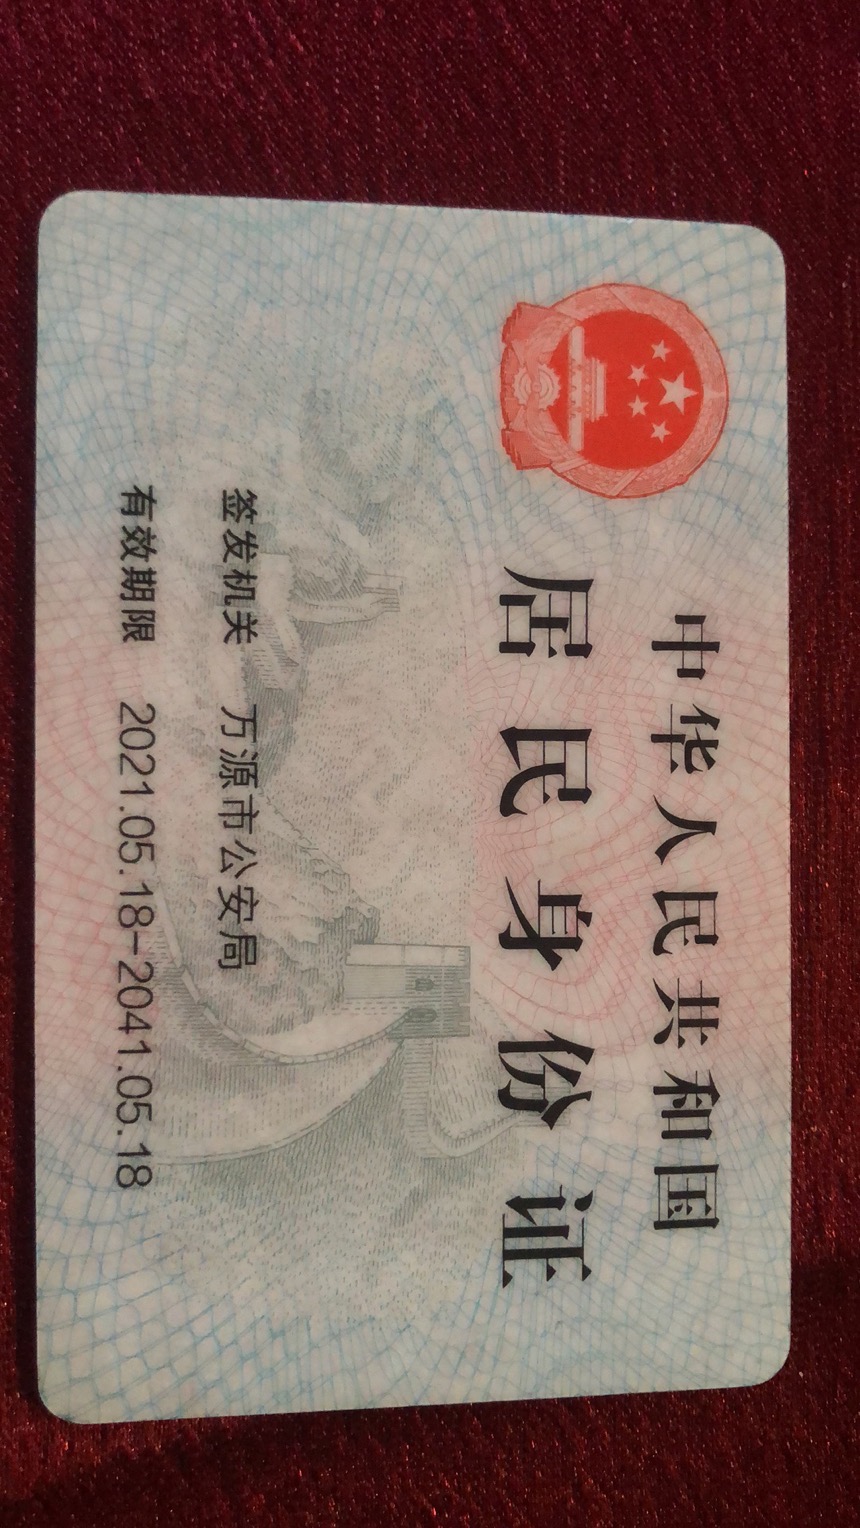 中华人民共和国
居民身份证
签发机关 万源市公安局
有效期限 2021.05.18-2041.05.18